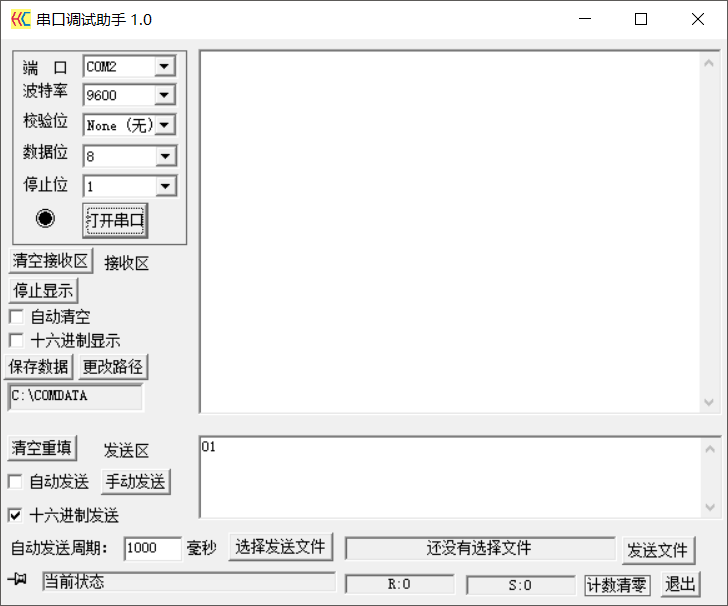 串口调试助手 1.0
端 口 COM2
波特率 9600
校验位 None (无)
数据位 8
停止位 1
打开串口
清空接收区 接收区
停止显示
自动清空
十六进制显示
保存数据 更改路径
C:\COMDATA
清空重填 发送区
01
自动发送 手动发送
十六进制发送
自动发送周期: 1000 毫秒 选择发送文件 还没有选择文件 发送文件
当前状态 R:0 S:0 计数清零 退出